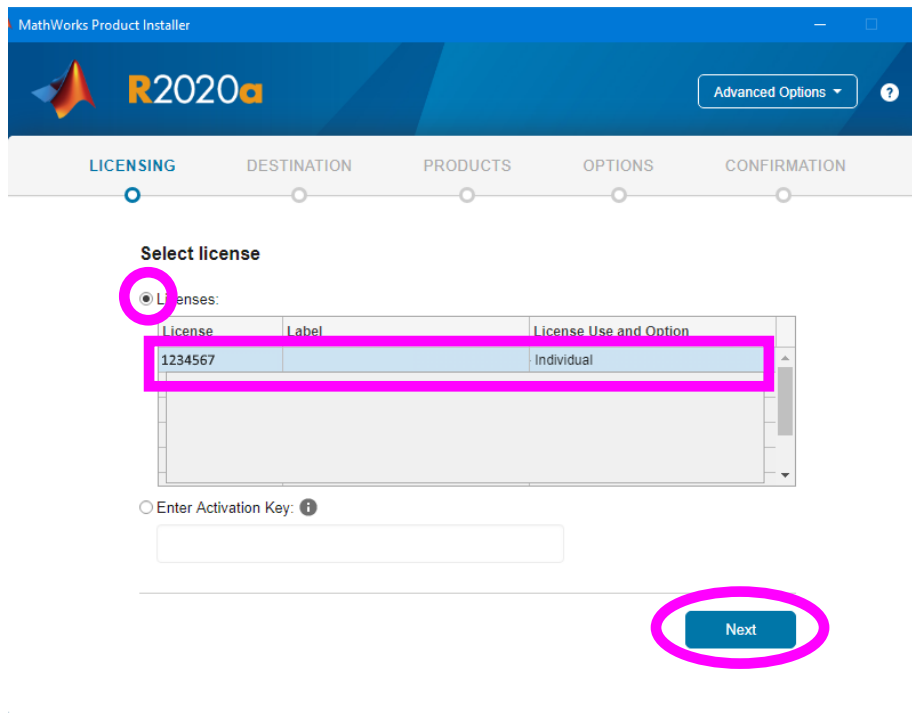 MathWorks Product Installer
R2020a
Advanced Options
?
LICENSING DESTINATION PRODUCTS OPTIONS CONFIRMATION
Select license
Licenses:
License Label License Use and Option
1234567 Individual
Enter Activation Key: i
Next